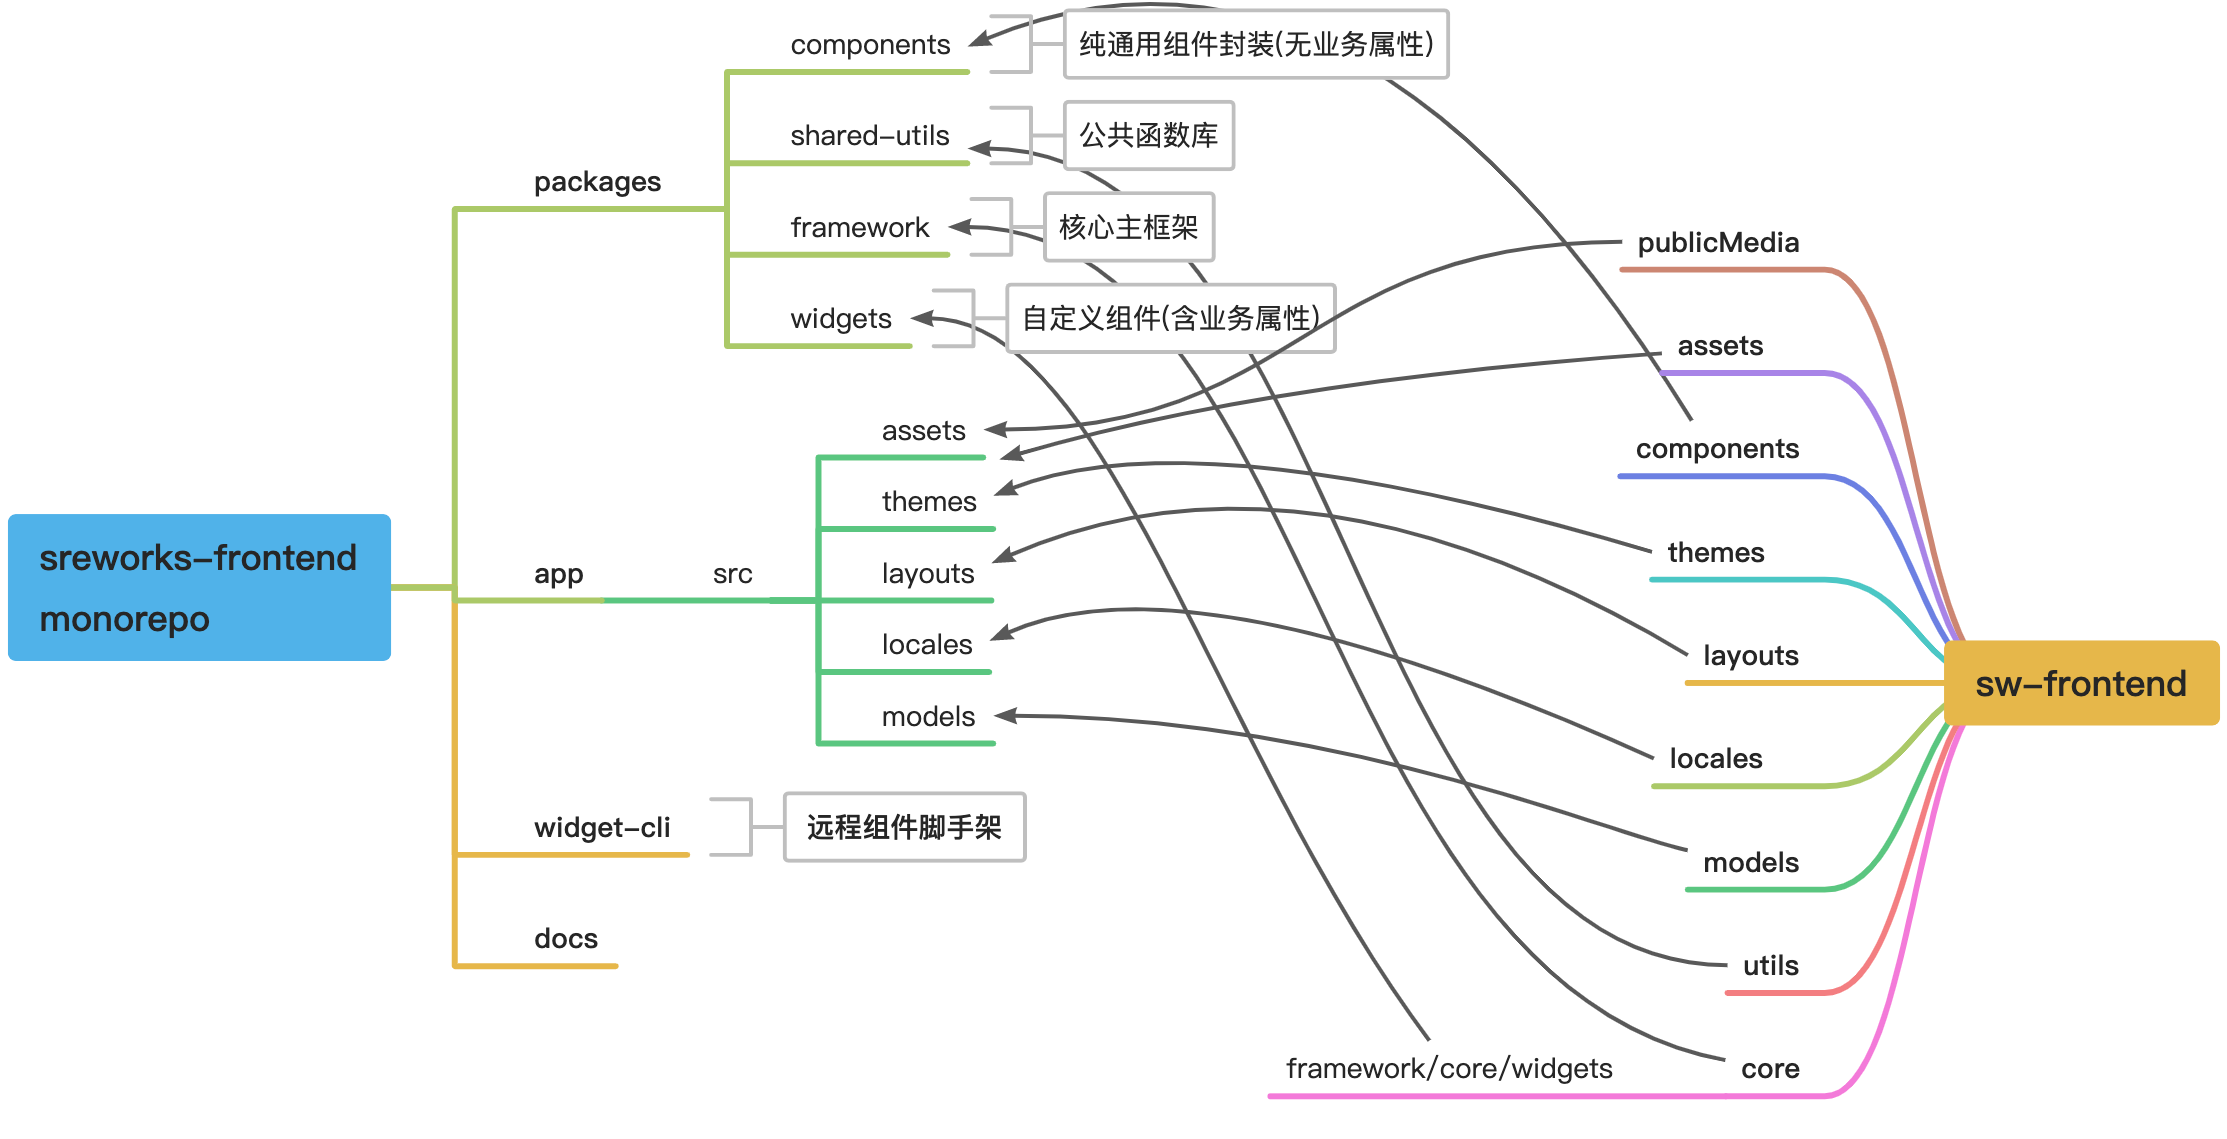 sreworks-frontend
monorepo
packages
components
纯通用组件封装(无业务属性)
shared-utils
公共函数库
framework
核心主框架
widgets
自定义组件(含业务属性)
app
src
assets
themes
layouts
locales
models
widget-cli
远程组件脚手架
docs
sw-frontend
publicMedia
assets
components
themes
layouts
locales
models
utils
core
framework/core/widgets